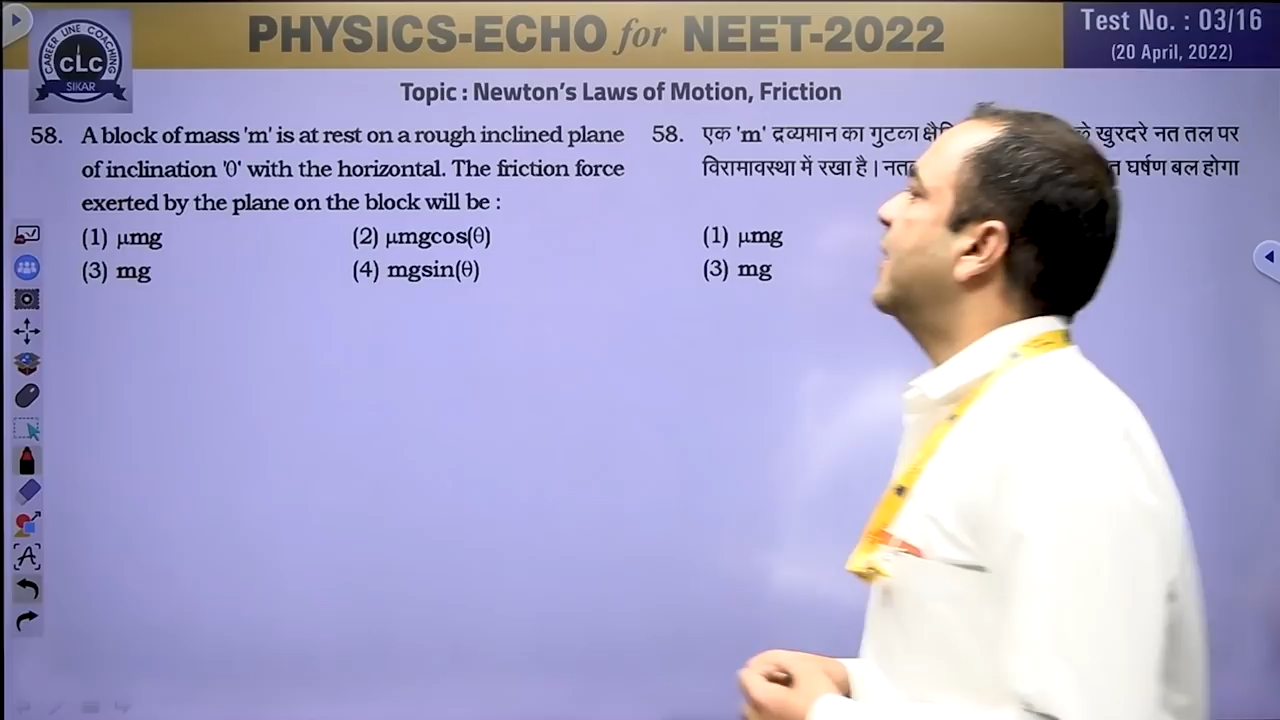 PHYSICS-ECHO for NEET-2022
Test No. : 03/16
(20 April, 2022)
CAREER LINE COACHING
CLC
SIKAR
Topic : Newton's Laws of Motion, Friction
58. A block of mass 'm' is at rest on a rough inclined plane
of inclination 'θ' with the horizontal. The friction force
exerted by the plane on the block will be :
(1) μmg (2) μmgcos(θ)
(3) mg (4) mgsin(θ)
58. एक 'm' द्रव्यमान का गुटका खुरदरे नत तल पर
विरामावस्था में रखा है। घर्षण बल होगा
(1) μmg
(3) mg